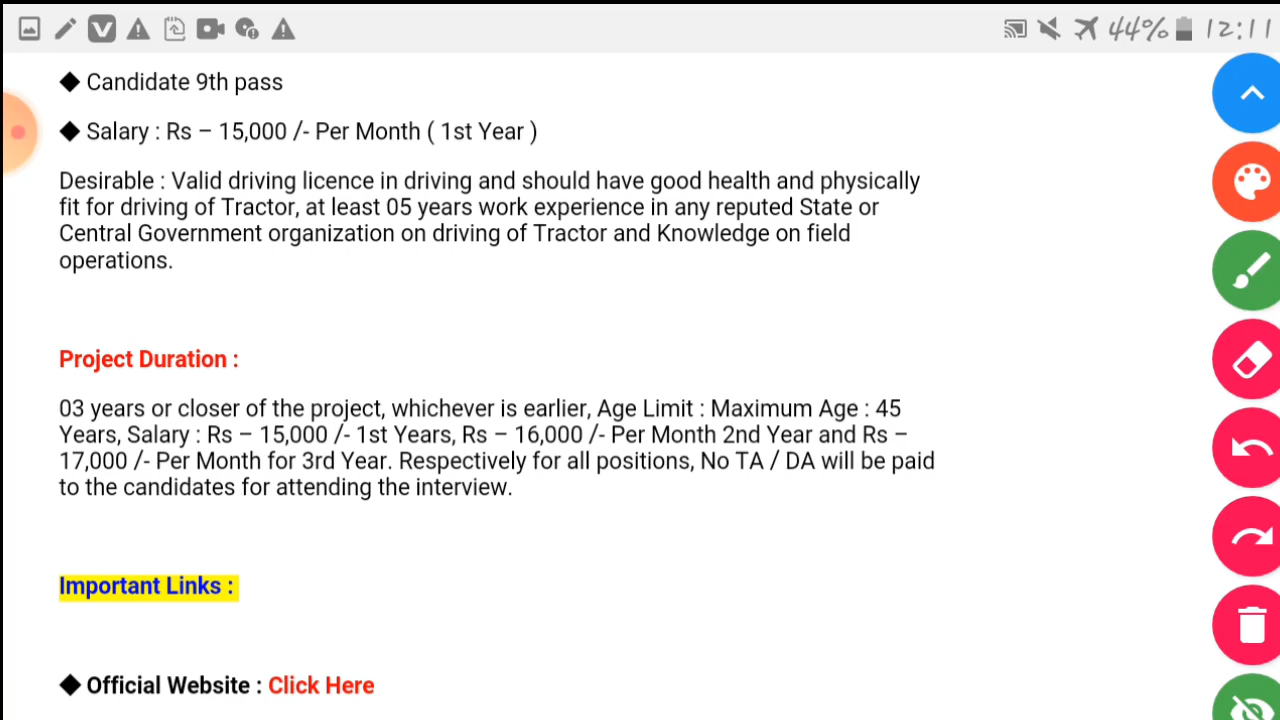 44% 12:11
◆ Candidate 9th pass
◆ Salary : Rs – 15,000 /- Per Month ( 1st Year )
Desirable : Valid driving licence in driving and should have good health and physically
fit for driving of Tractor, at least 05 years work experience in any reputed State or
Central Government organization on driving of Tractor and Knowledge on field
operations.
Project Duration :
03 years or closer of the project, whichever is earlier, Age Limit : Maximum Age : 45
Years, Salary : Rs – 15,000 /- 1st Years, Rs – 16,000 /- Per Month 2nd Year and Rs –
17,000 /- Per Month for 3rd Year. Respectively for all positions, No TA / DA will be paid
to the candidates for attending the interview.
Important Links :
◆ Official Website : Click Here